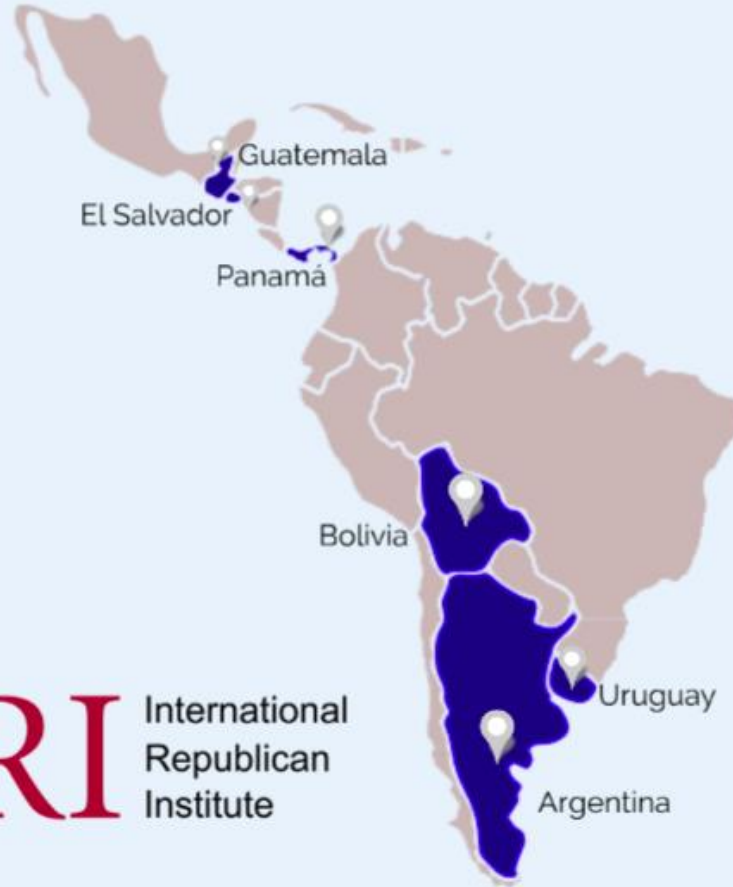 Guatemala
El Salvador
Panamá
Bolivia
Uruguay
RI International
Republican
Institute
Argentina